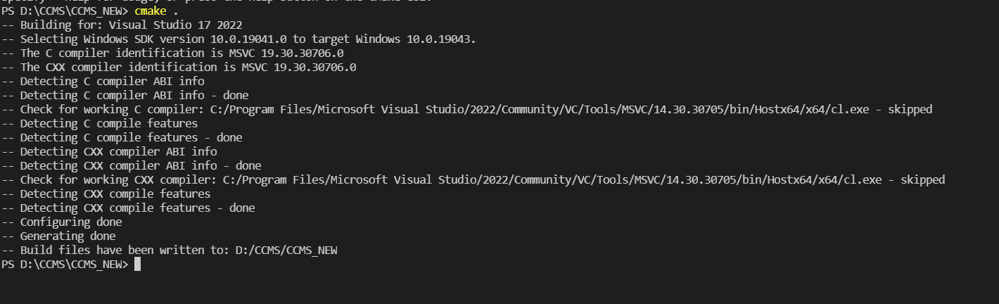 PS D:\CCMS\CCMS_NEW> cmake .
-- Building for: Visual Studio 17 2022
-- Selecting Windows SDK version 10.0.19041.0 to target Windows 10.0.19043.
-- The C compiler identification is MSVC 19.30.30706.0
-- The CXX compiler identification is MSVC 19.30.30706.0
-- Detecting C compiler ABI info
-- Detecting C compiler ABI info - done
-- Check for working C compiler: C:/Program Files/Microsoft Visual Studio/2022/Community/VC/Tools/MSVC/14.30.30705/bin/Hostx64/x64/cl.exe - skipped
-- Detecting C compile features
-- Detecting C compile features - done
-- Detecting CXX compiler ABI info
-- Detecting CXX compiler ABI info - done
-- Check for working CXX compiler: C:/Program Files/Microsoft Visual Studio/2022/Community/VC/Tools/MSVC/14.30.30705/bin/Hostx64/x64/cl.exe - skipped
-- Detecting CXX compile features
-- Detecting CXX compile features - done
-- Configuring done
-- Generating done
-- Build files have been written to: D:/CCMS/CCMS_NEW
PS D:\CCMS\CCMS_NEW>